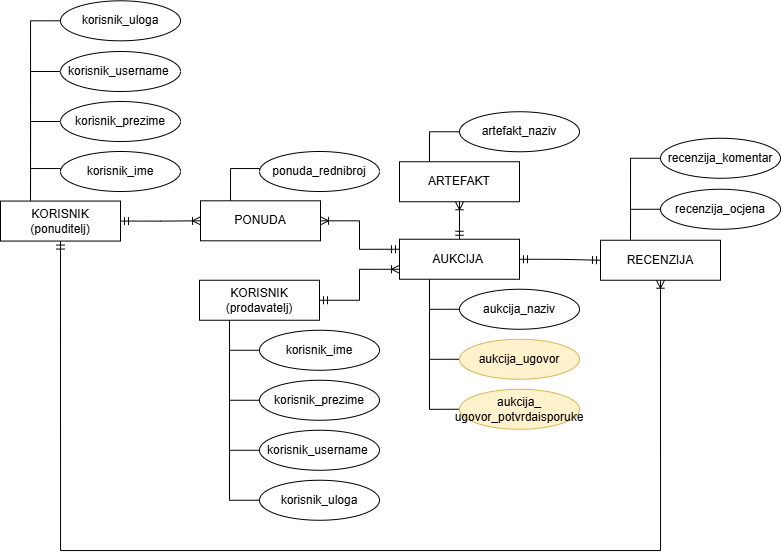 korisnik_uloga
korisnik_username
korisnik_prezime
korisnik_ime
KORISNIK
(ponuditelj)
ponuda_rednibroj
PONUDA
artefakt_naziv
ARTEFAKT
recenzija_komentar
recenzija_ocjena
AUKCIJA
RECENZIJA
KORISNIK
(prodavatelj)
aukcija_naziv
aukcija_ugovor
aukcija_
ugovor_potvrdaisporuke
korisnik_ime
korisnik_prezime
korisnik_username
korisnik_uloga